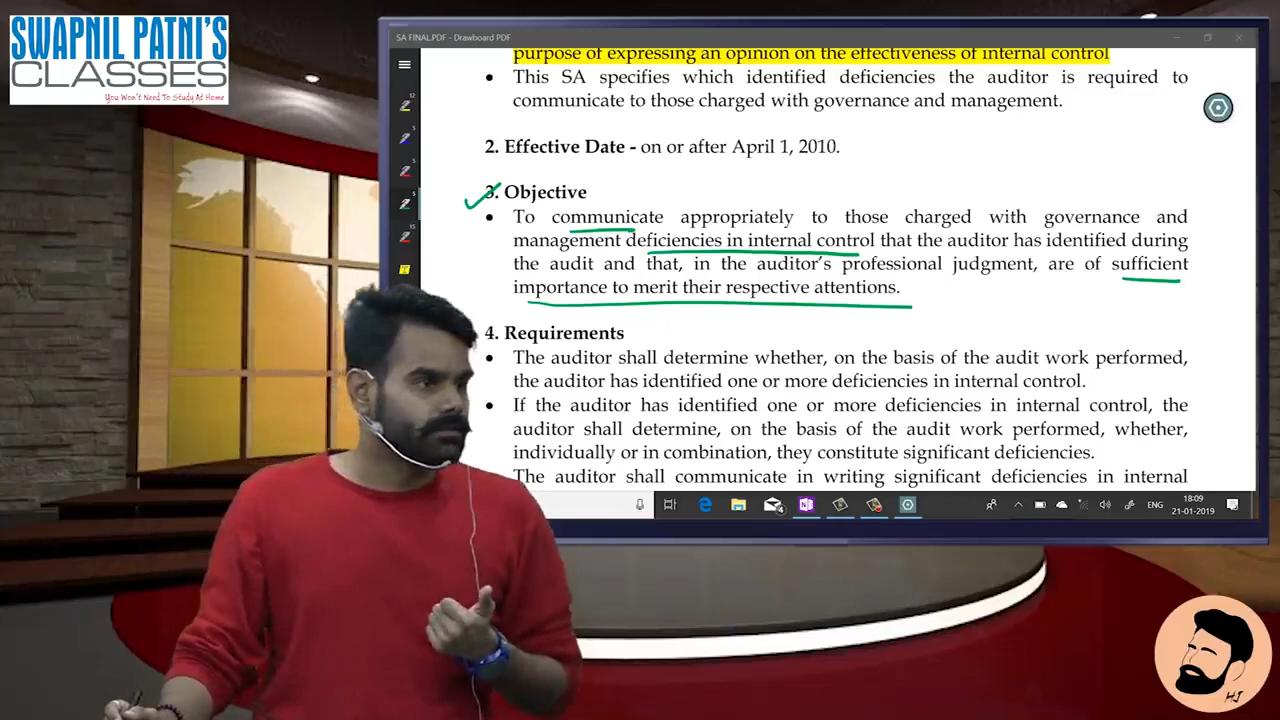 SWAPNIL PATNI'S
CLASSES
You Won't Need To Study At Home
SA FINAL.PDF - Drawboard PDF
purpose of expressing an opinion on the effectiveness of internal control
• This SA specifies which identified deficiencies the auditor is required to
communicate to those charged with governance and management.
2. Effective Date - on or after April 1, 2010.
3. Objective
• To communicate appropriately to those charged with governance and
management deficiencies in internal control that the auditor has identified during
the audit and that, in the auditor's professional judgment, are of sufficient
importance to merit their respective attentions.
4. Requirements
• The auditor shall determine whether, on the basis of the audit work performed,
the auditor has identified one or more deficiencies in internal control.
• If the auditor has identified one or more deficiencies in internal control, the
auditor shall determine, on the basis of the audit work performed, whether,
individually or in combination, they constitute significant deficiencies.
The auditor shall communicate in writing significant deficiencies in internal
ENG
18:09
21-01-2019
HJ